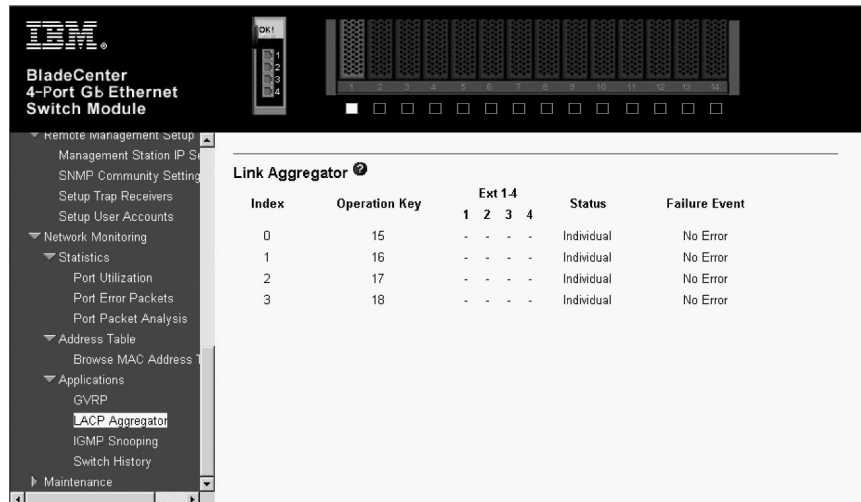 IBM®
BladeCenter
4-Port Gb Ethernet
Switch Module
OK!
1
2
3
4
1 2 3 4 5 6 7 8 9 10 11 12 13 14
Remote Management Setup
Management Station IP Se
SNMP Community Setting
Setup Trap Receivers
Setup User Accounts
Network Monitoring
Statistics
Port Utilization
Port Error Packets
Port Packet Analysis
Address Table
Browse MAC Address T
Applications
GVRP
LACP Aggregator
IGMP Snooping
Switch History
Maintenance
Link Aggregator ?
Index Operation Key Ext 1-4 Status Failure Event
1 2 3 4
0 15 - - - - Individual No Error
1 16 - - - - Individual No Error
2 17 - - - - Individual No Error
3 18 - - - - Individual No Error